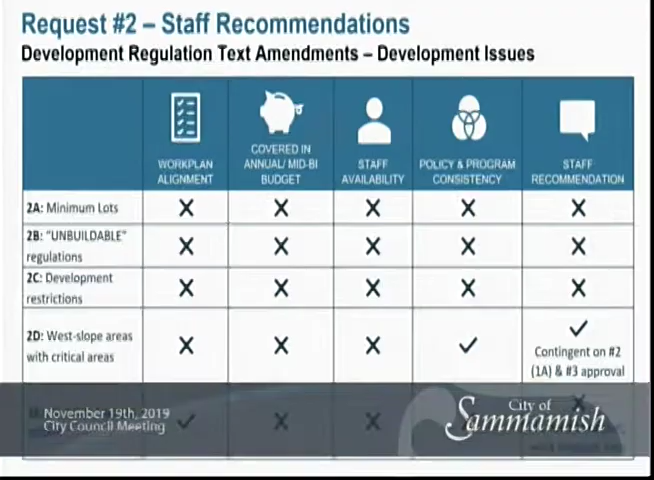 Request #2 – Staff Recommendations
Development Regulation Text Amendments – Development Issues
WORKPLAN ALIGNMENT
COVERED IN ANNUAL/ MID-BI BUDGET
STAFF AVAILABILITY
POLICY & PROGRAM CONSISTENCY
STAFF RECOMMENDATION
2A: Minimum Lots
2B: "UNBUILDABLE" regulations
2C: Development restrictions
2D: West-slope areas with critical areas
Contingent on #2 (1A) & #3 approval
November 19th, 2019
City Council Meeting
City of
Sammamish